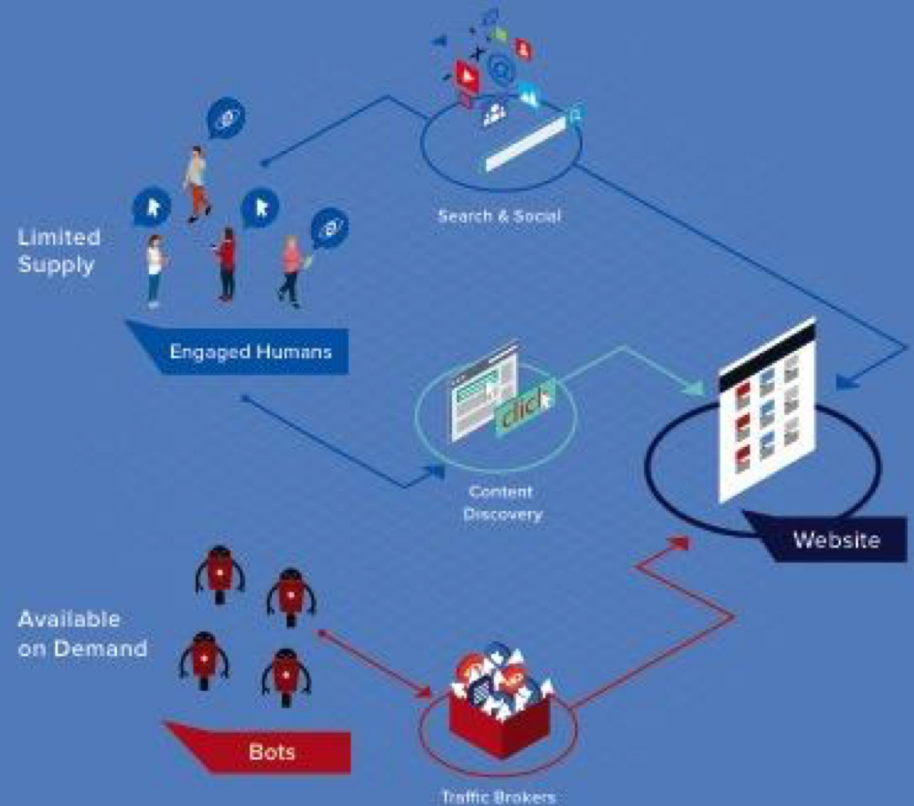 Search & Social
Limited
Supply
Engaged Humans
click
Content
Discovery
Website
Available
on Demand
Bots
Traffic Brokers